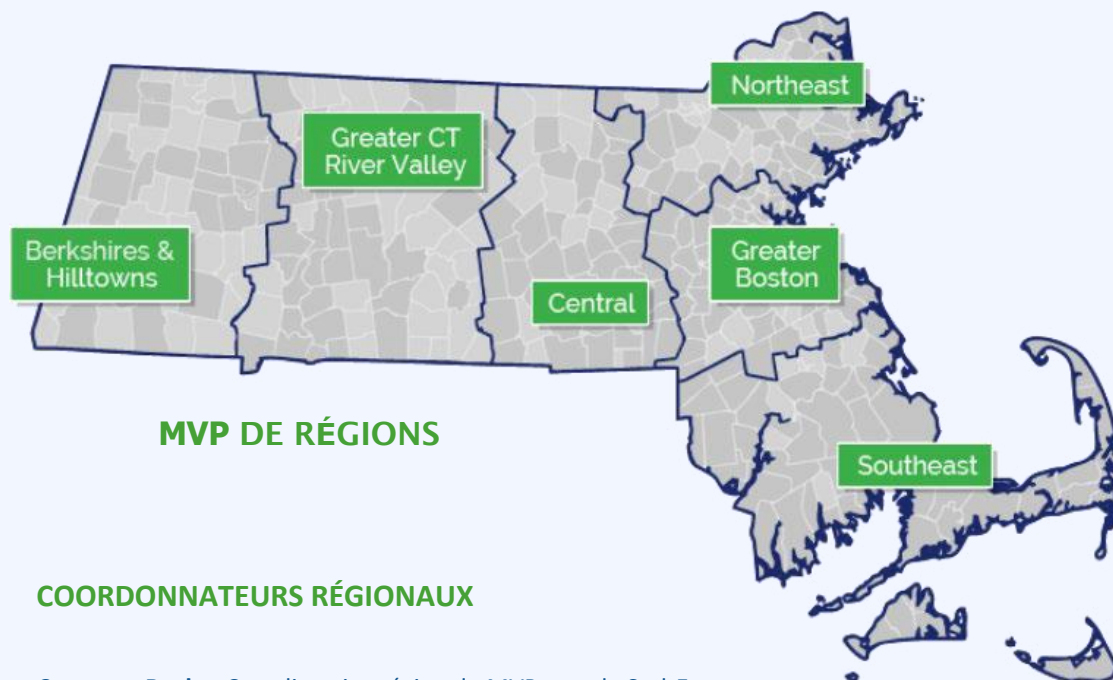 Northeast
Greater CT
River Valley
Berkshires &
Hilltowns
Greater
Boston
Central
MVP DE RÉGIONS
Southeast
COORDONNATEURS RÉGIONAUX